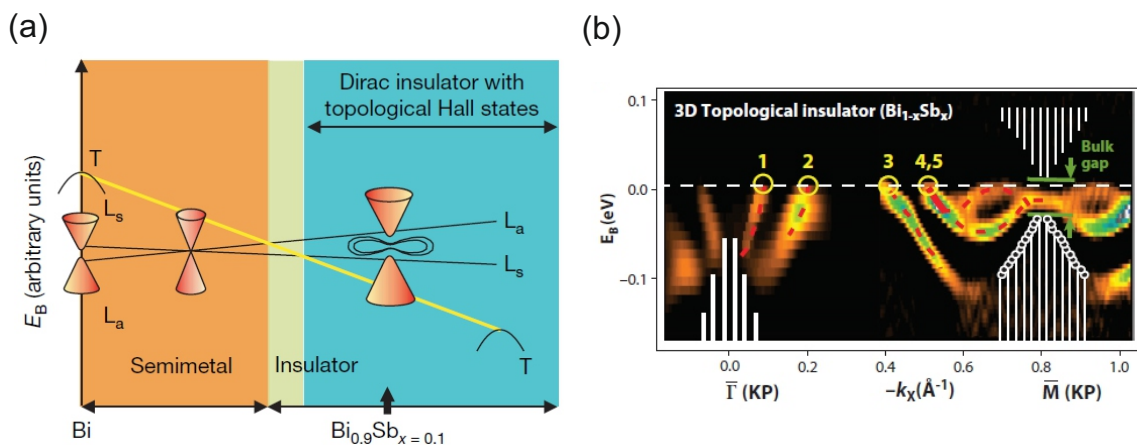 (a)
Dirac insulator with
topological Hall states
E_B (arbitrary units)
T
L_s
L_a
L_a
L_s
T
Semimetal
Insulator
Bi
Bi_0.9Sb_x = 0.1
(b)
3D Topological insulator (Bi_1-xSb_x)
Bulk
gap
1
2
3
4,5
0.1
0.0
−0.1
E_B (eV)
0.0
0.2
0.4
0.6
0.8
1.0
Γ̄ (KP)
−k_X(Å⁻¹)
M̄ (KP)